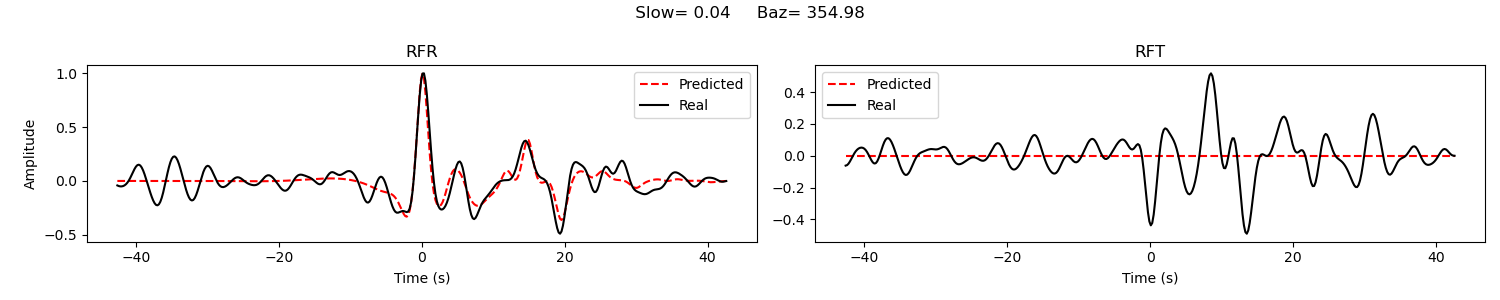 Slow= 0.04 Baz= 354.98
RFR
Amplitude
1.0
0.5
0.0
−0.5
Predicted
Real
−40
−20
0
20
40
Time (s)
RFT
0.4
0.2
0.0
−0.2
−0.4
Predicted
Real
−40
−20
0
20
40
Time (s)